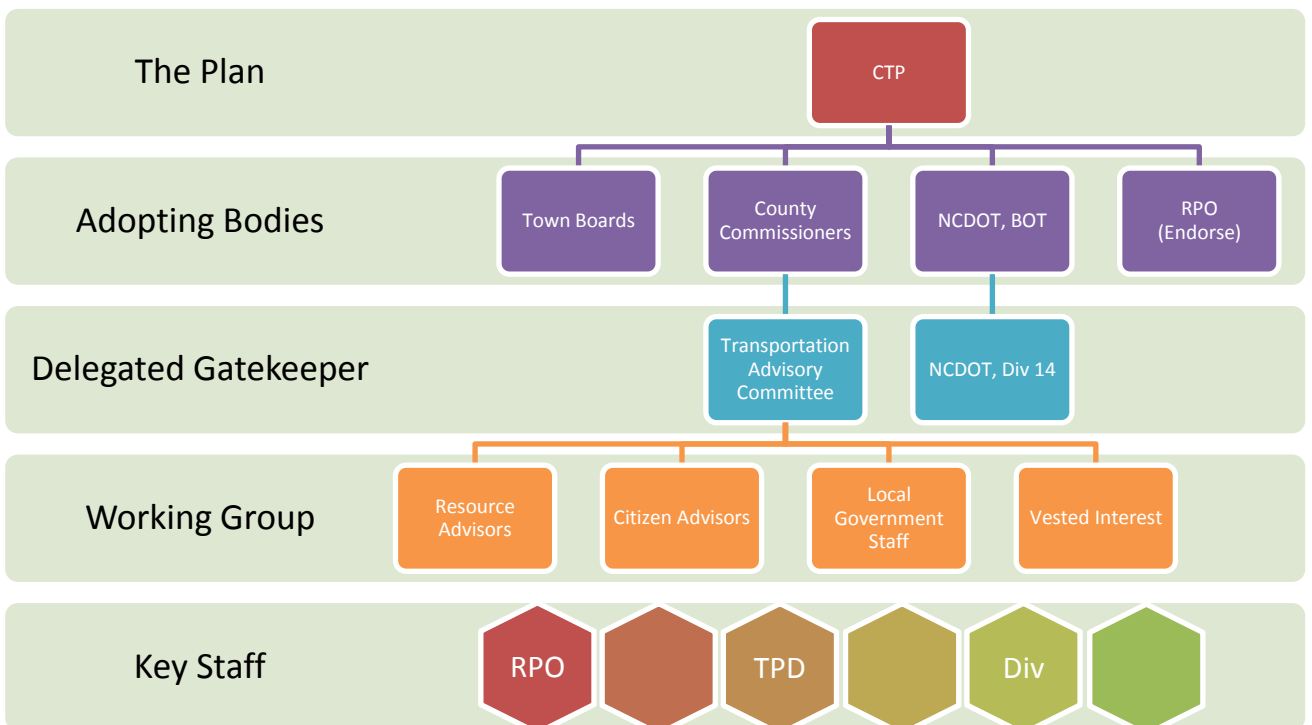 The Plan
CTP
Adopting Bodies
Town Boards
County
Commissioners
NCDOT, BOT
RPO
(Endorse)
Delegated Gatekeeper
Transportation
Advisory
Committee
NCDOT, Div 14
Working Group
Resource
Advisors
Citizen Advisors
Local
Government
Staff
Vested Interest
Key Staff
RPO
TPD
Div